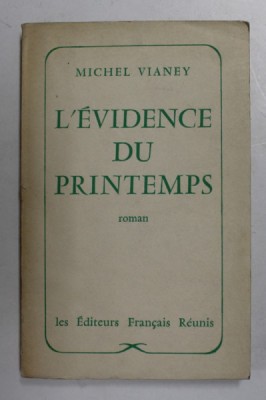 MICHEL VIANEY
L'ÉVIDENCE
DU
PRINTEMPS
roman
les Éditeurs Français Réunis